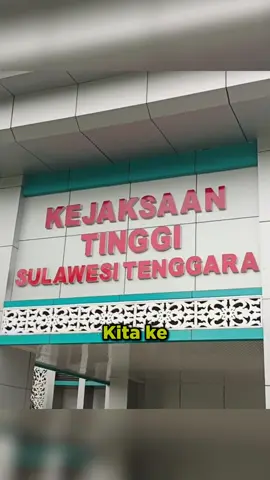 KEJAKSAAN
TINGGI
SULAWESI TENGGARA
Kita ke